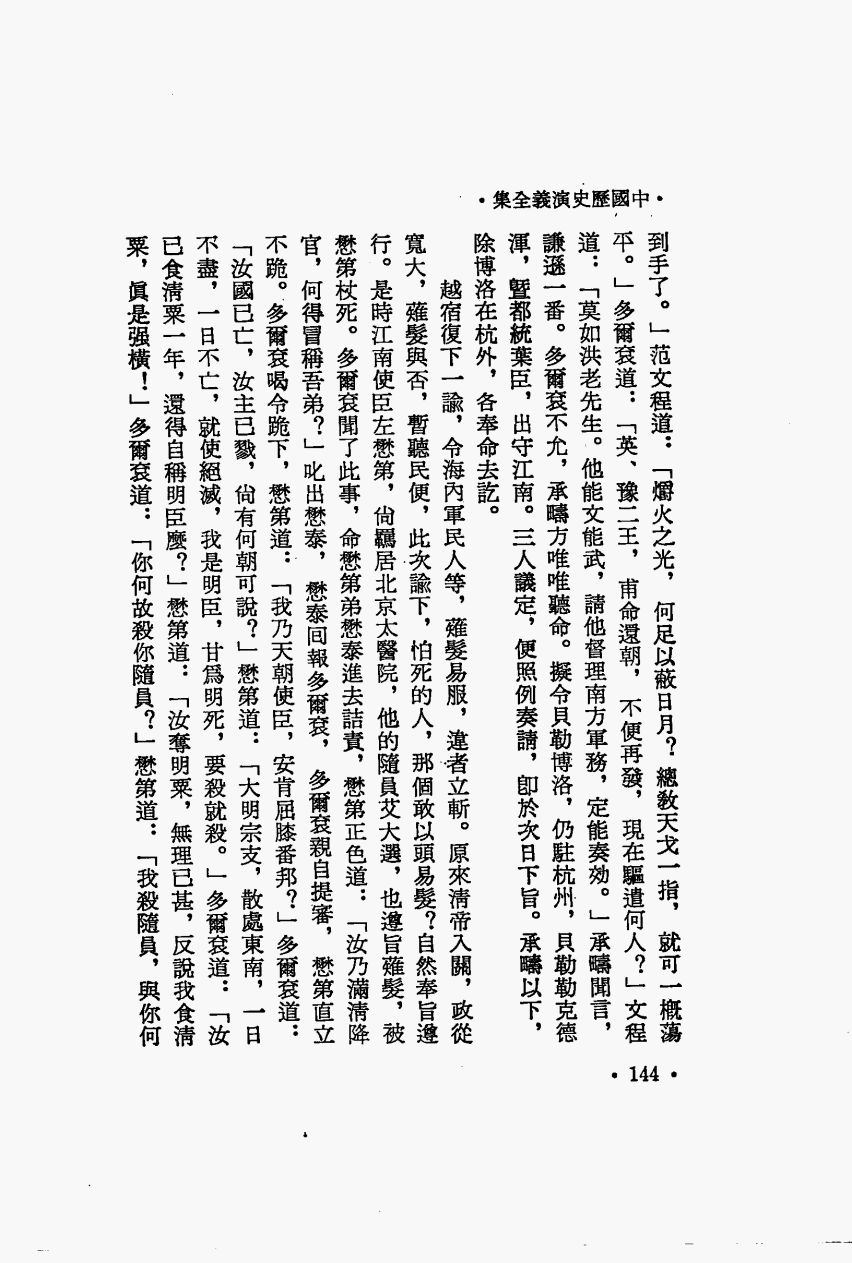 ・中國歷史演義全集・
到手了。」范文程道：「爝火之光，何足以蔽日月？總教天戈一指，就可一概蕩
平。」多爾袞道：「英、豫二王，甫命還朝，不便再發，現在驅遣何人？」文程
道：「莫如洪老先生。他能文能武，請他督理南方軍務，定能奏効。」承疇聞言，
謙遜一番。多爾袞不允，承疇方唯唯聽命。擬令貝勒博洛，仍駐杭州，貝勒勒克德
渾，曁都統葉臣，出守江南。三人議定，便照例奏請，卽於次日下旨。承疇以下，
除博洛在杭外，各奉命去訖。
越宿復下一諭，令海內軍民人等，薙髮易服，違者立斬。原來淸帝入關，政從
寬大，薙髮與否，暫聽民便，此次諭下，怕死的人，那個敢以頭易髮？自然奉旨遵
行。是時江南使臣左懋第，尙羈居北京太醫院，他的隨員艾大選，也遵旨薙髮，被
懋第杖死。多爾袞聞了此事，命懋第弟懋泰進去詰責，懋第正色道：「汝乃滿淸降
官，何得冒稱吾弟？」叱出懋泰，懋泰回報多爾袞，多爾袞親自提審，懋第直立
不跪。多爾袞喝令跪下，懋第道：「我乃天朝使臣，安肯屈膝番邦？」多爾袞道：
「汝國已亡，汝主已戮，尙有何朝可說？」懋第道：「大明宗支，散處東南，一日
不盡，一日不亡，就使絕滅，我是明臣，甘爲明死，要殺就殺。」多爾袞道：「汝
已食淸粟一年，還得自稱明臣麼？」懋第道：「汝奪明粟，無理已甚，反說我食淸
粟，眞是强橫！」多爾袞道：「你何故殺你隨員？」懋第道：「我殺隨員，與你何
・144・